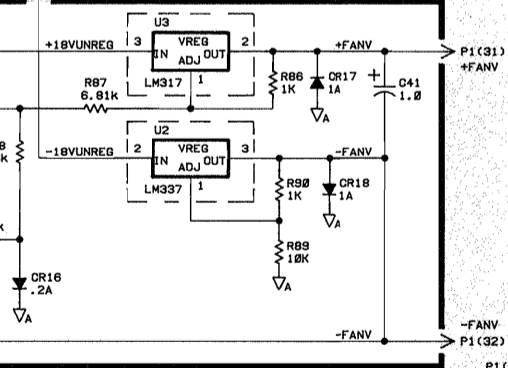 U3
+18VUNREG 3 IN VREG ADJ OUT 2 +FANV P1(31)
+FANV
1
LM317
R87
6.81k
R86
1K
CR17
1A
A
+
C41
1.0
U2
-18VUNREG 2 IN VREG ADJ OUT 3 -FANV
1
LM337
R90
1K
CR18
1A
A
R89
10K
A
CR16
.2A
A
-FANV
-FANV
P1(32)